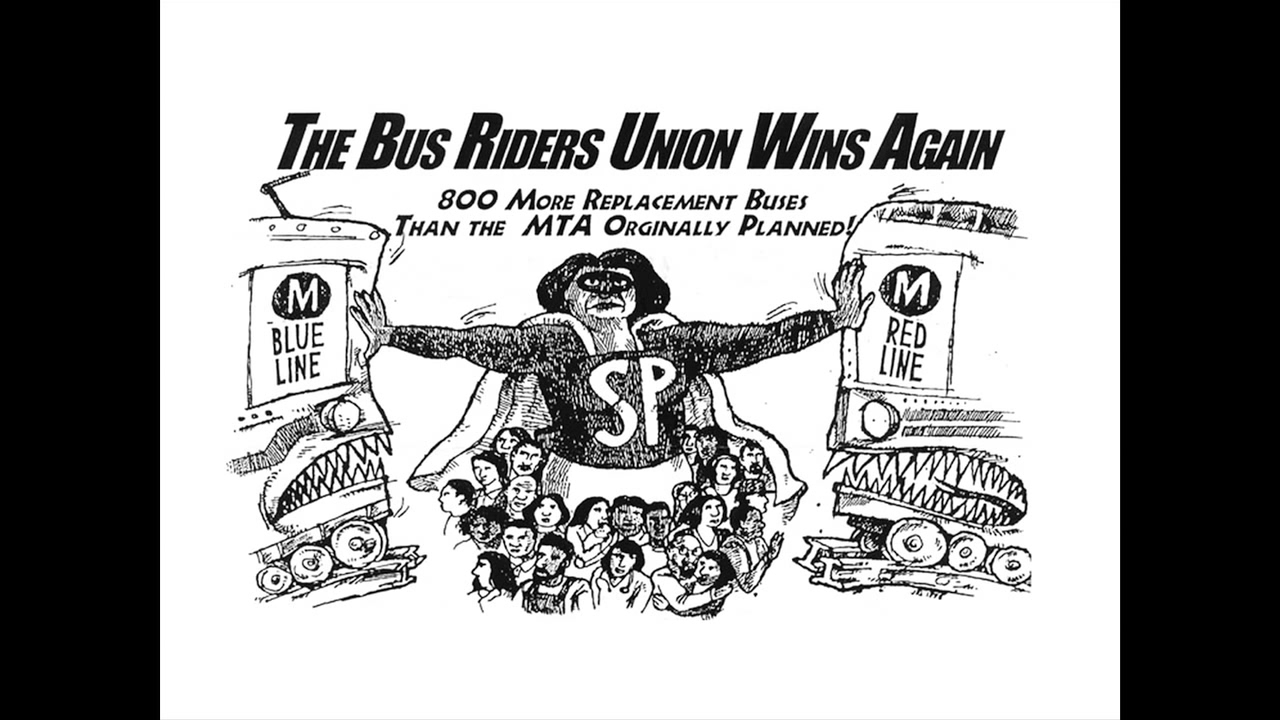 THE BUS RIDERS UNION WINS AGAIN
800 MORE REPLACEMENT BUSES
THAN THE MTA ORGINALLY PLANNED!
M
BLUE
LINE
M
RED
LINE
SP